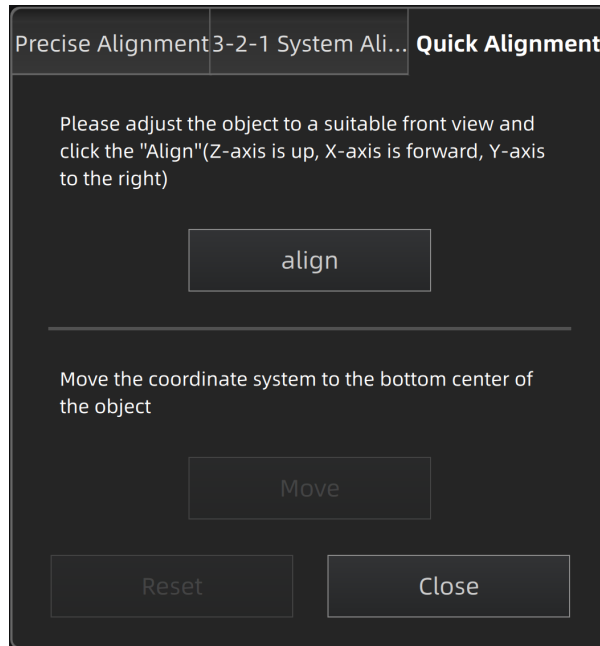 Precise Alignment 3-2-1 System Ali... Quick Alignment
Please adjust the object to a suitable front view and
click the "Align"(Z-axis is up, X-axis is forward, Y-axis
to the right)
align
Move the coordinate system to the bottom center of
the object
Move
Reset Close